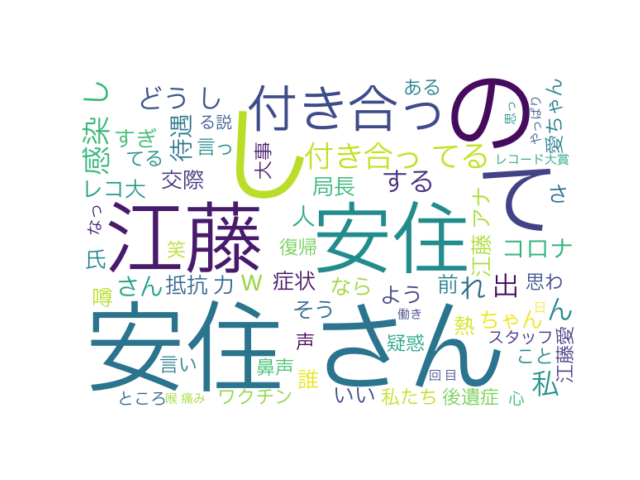 し
感染
どうし
ある
付き合っ
の
思っ
やっぱり
愛ちゃん
すぎ
る説
待遇
言っ
てる
大事
し
付き合っ てる
レコード大賞
て
レコ大
交際
局長
する
江藤 アナ
さ
なっ
江藤
人
安住
コロナ
氏
笑
復帰
噂
さん
抵抗 力
w
症状
なら
よう
前
れ
出
思わ
ん
安住 さん
そう
働き
熱
ちゃん
日
スタッフ
江藤愛
言い
鼻声
声
疑惑
こと
誰
回目
私
ところ
喉 痛み
ワクチン
いい
私たち
後遺症
心